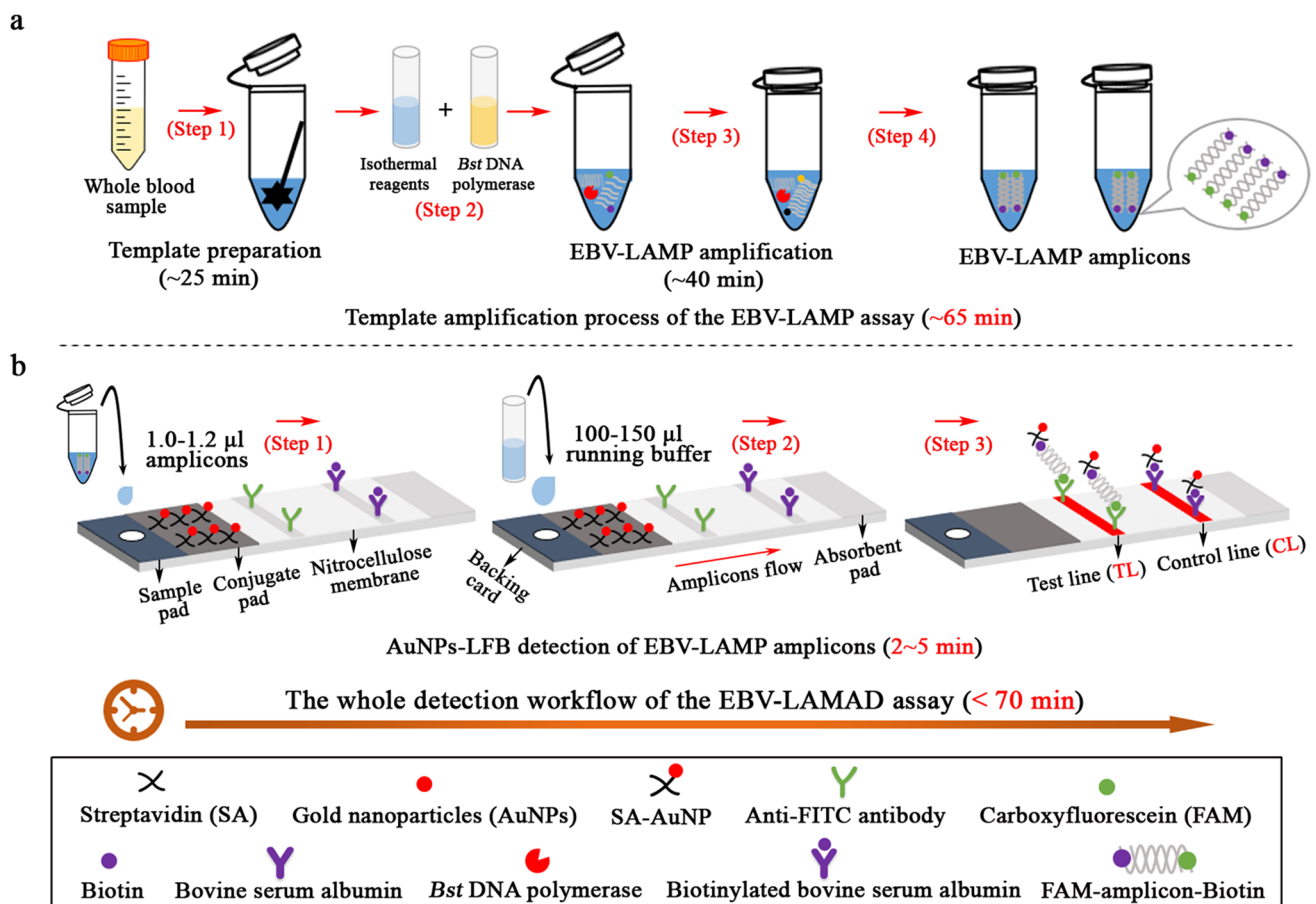 a
(Step 1)
Whole blood
sample
Template preparation
(~25 min)
+
Isothermal
reagents
Bst DNA
polymerase
(Step 2)
EBV-LAMP amplification
(~40 min)
(Step 3)
(Step 4)
EBV-LAMP amplicons
Template amplification process of the EBV-LAMP assay (~65 min)
b
1.0-1.2 μl
amplicons
(Step 1)
Sample
pad
Conjugate
pad
Nitrocellulose
membrane
100-150 μl
running buffer
(Step 2)
Backing
card
Amplicons flow
Absorbent
pad
(Step 3)
Test line (TL)
Control line (CL)
AuNPs-LFB detection of EBV-LAMP amplicons (2~5 min)
The whole detection workflow of the EBV-LAMAD assay (< 70 min)
Streptavidin (SA)
Gold nanoparticles (AuNPs)
SA-AuNP
Anti-FITC antibody
Carboxyfluorescein (FAM)
Biotin
Bovine serum albumin
Bst DNA polymerase
Biotinylated bovine serum albumin
FAM-amplicon-Biotin